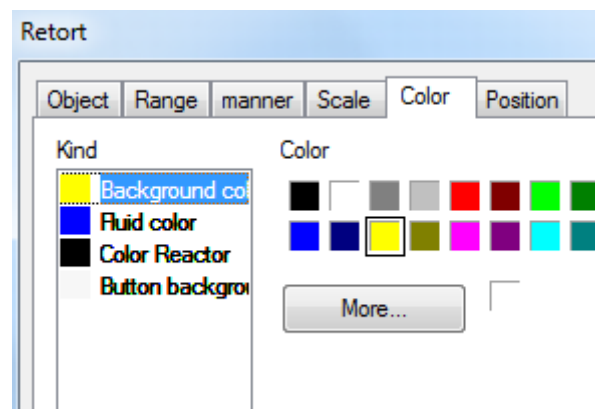 Retort
Object Range manner Scale Color Position
Kind Color
Background col
Fluid color
Color Reactor
Button backgrou
More...